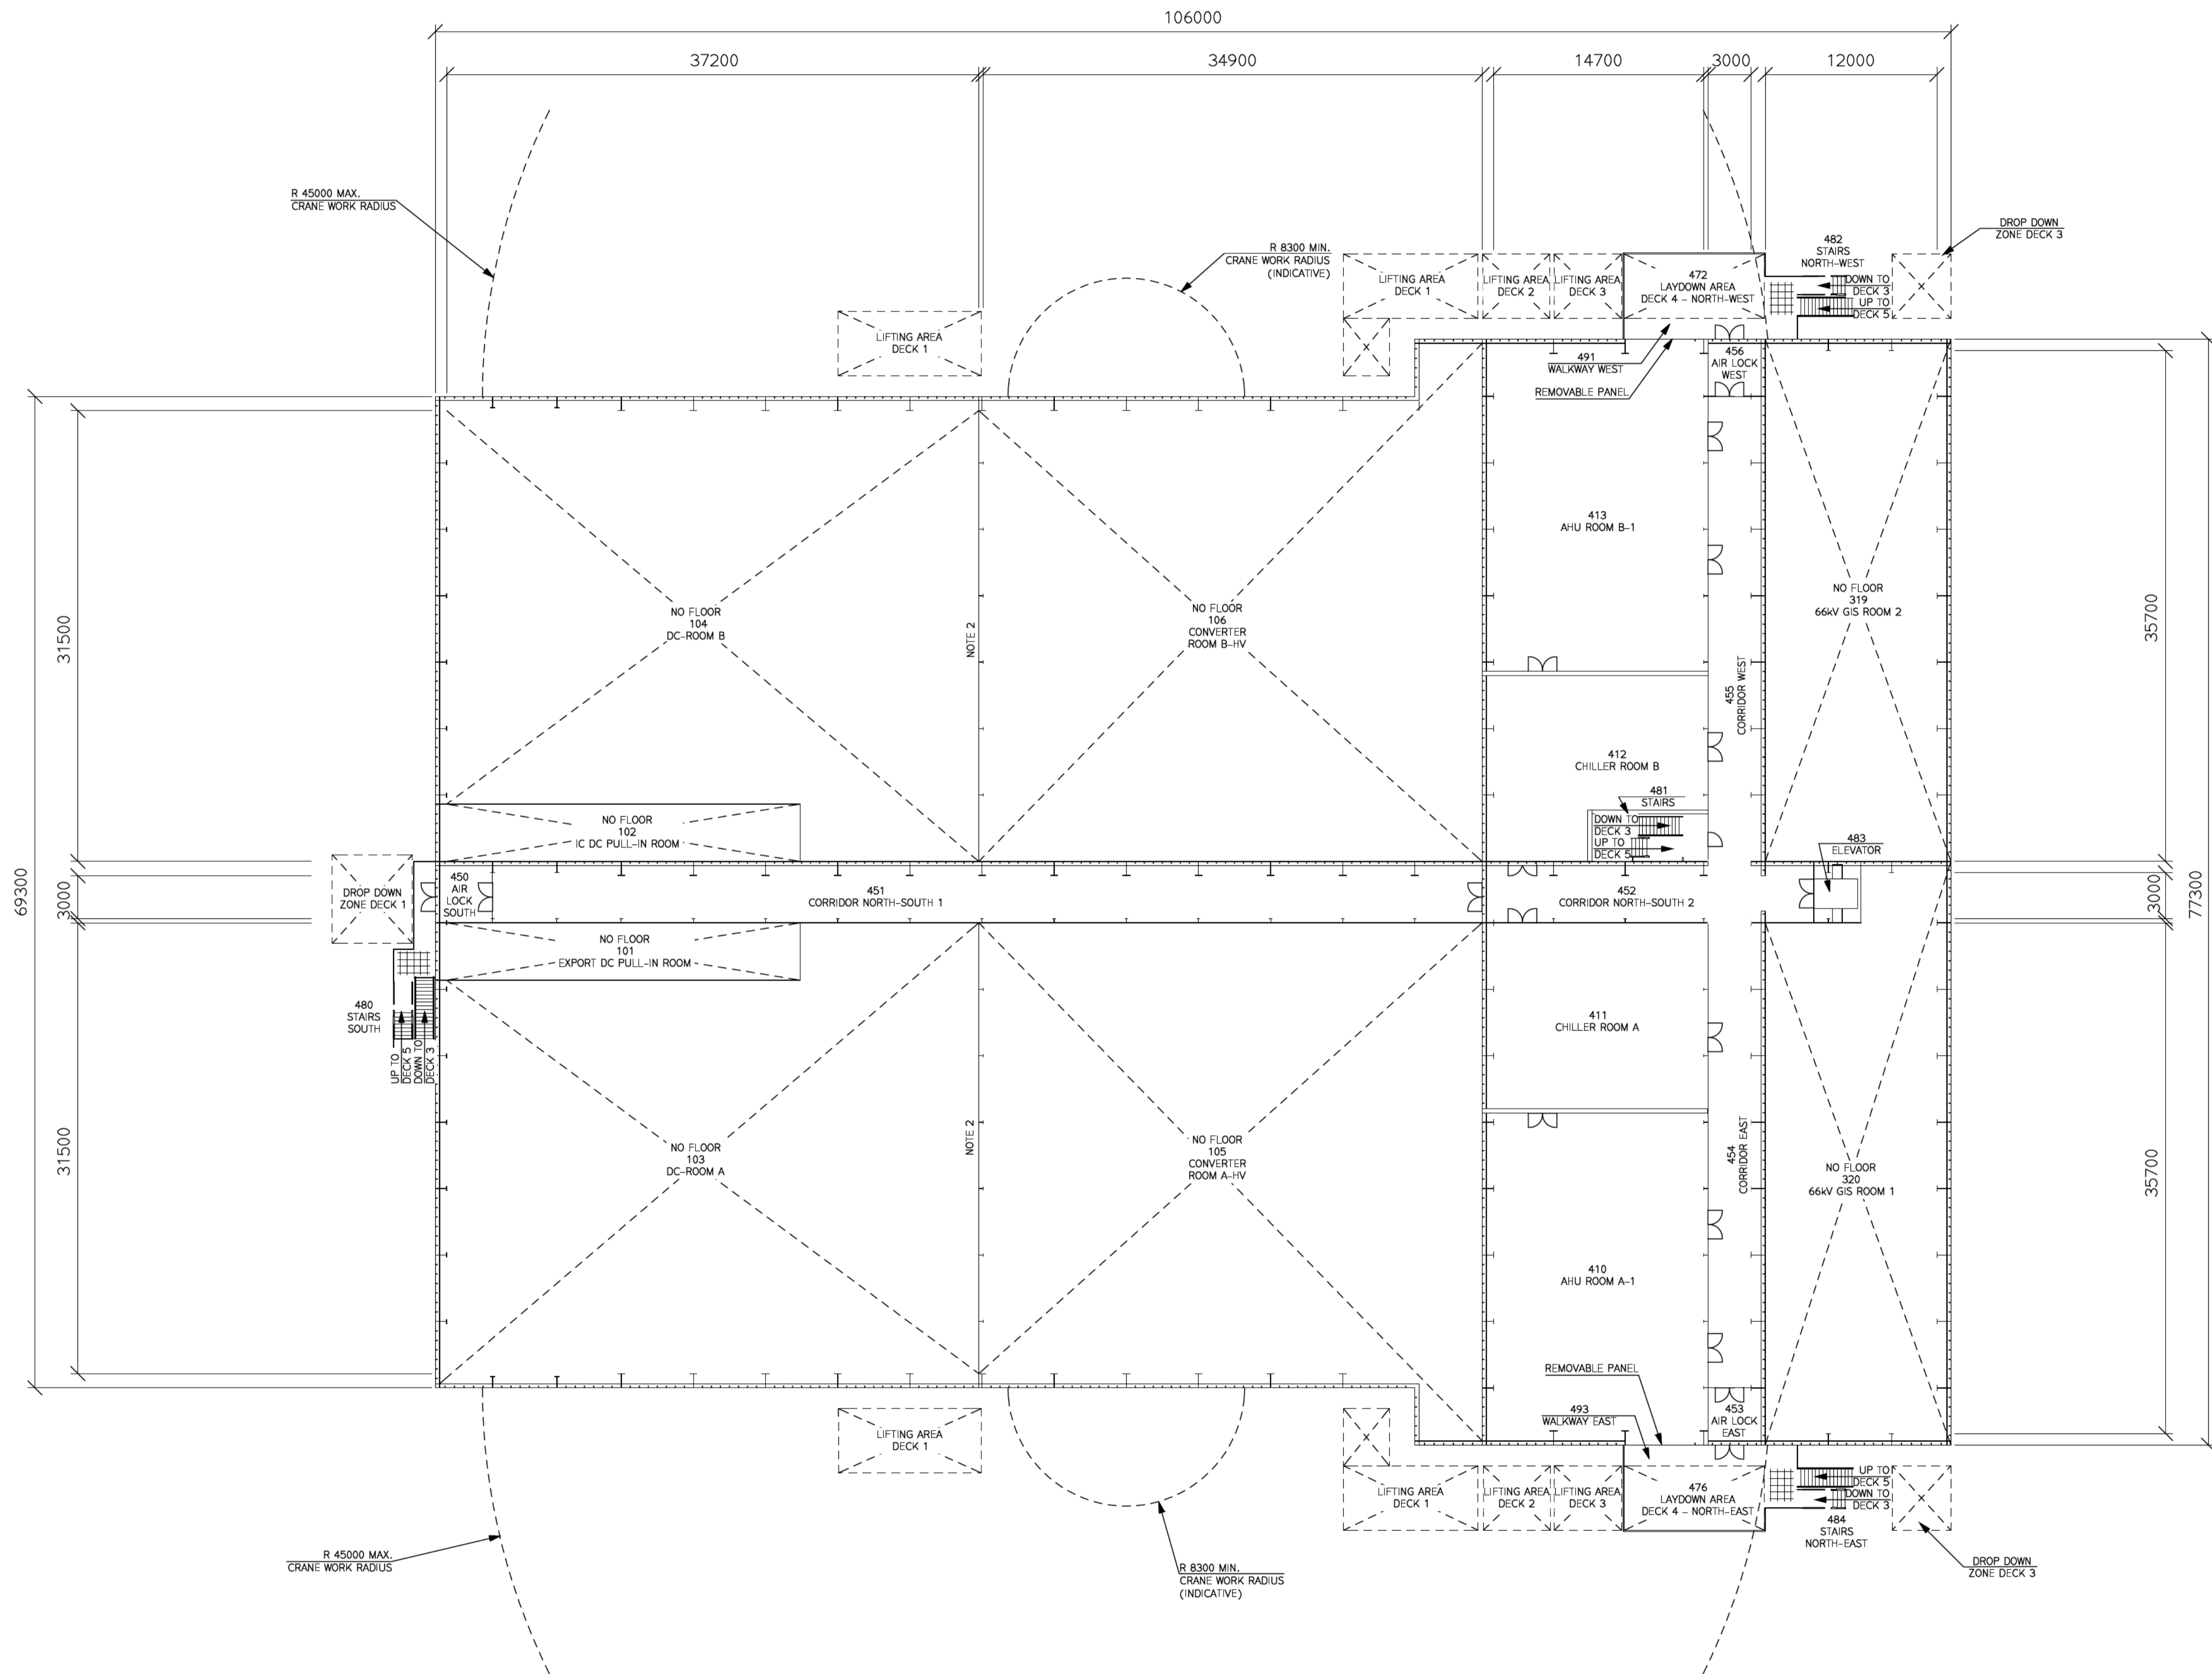 106000
37200
34900
14700
3000
12000
R 45000 MAX.
CRANE WORK RADIUS
R 8300 MIN.
CRANE WORK RADIUS
(INDICATIVE)
LIFTING AREA
DECK 1
LIFTING AREA
DECK 1
LIFTING AREA
DECK 2
LIFTING AREA
DECK 3
472
LAYDOWN AREA
DECK 4 – NORTH-WEST
482
STAIRS
NORTH-WEST
DOWN TO
DECK 3
UP TO
DECK 5
DROP DOWN
ZONE DECK 3
X
X
491
WALKWAY WEST
REMOVABLE PANEL
456
AIR LOCK
WEST
413
AHU ROOM B-1
NO FLOOR
104
DC-ROOM B
NOTE 2
NO FLOOR
106
CONVERTER
ROOM B-HV
455
CORRIDOR WEST
NO FLOOR
319
66kV GIS ROOM 2
31500
35700
412
CHILLER ROOM B
481
STAIRS
DOWN TO
DECK 3
UP TO
DECK 5
NO FLOOR
102
IC DC PULL-IN ROOM
483
ELEVATOR
69300
3000
DROP DOWN
ZONE DECK 1
450
AIR
LOCK
SOUTH
451
CORRIDOR NORTH-SOUTH 1
452
CORRIDOR NORTH-SOUTH 2
3000
77300
NO FLOOR
101
EXPORT DC PULL-IN ROOM
480
STAIRS
SOUTH
UP TO
DECK 5
DOWN TO
DECK 3
411
CHILLER ROOM A
31500
NO FLOOR
103
DC-ROOM A
NOTE 2
NO FLOOR
105
CONVERTER
ROOM A-HV
454
CORRIDOR EAST
NO FLOOR
320
66kV GIS ROOM 1
35700
410
AHU ROOM A-1
REMOVABLE PANEL
493
WALKWAY EAST
453
AIR LOCK
EAST
LIFTING AREA
DECK 1
X
LIFTING AREA
DECK 1
LIFTING AREA
DECK 2
LIFTING AREA
DECK 3
476
LAYDOWN AREA
DECK 4 – NORTH-EAST
UP TO
DECK 5
DOWN TO
DECK 3
484
STAIRS
NORTH-EAST
X
DROP DOWN
ZONE DECK 3
R 45000 MAX.
CRANE WORK RADIUS
R 8300 MIN.
CRANE WORK RADIUS
(INDICATIVE)